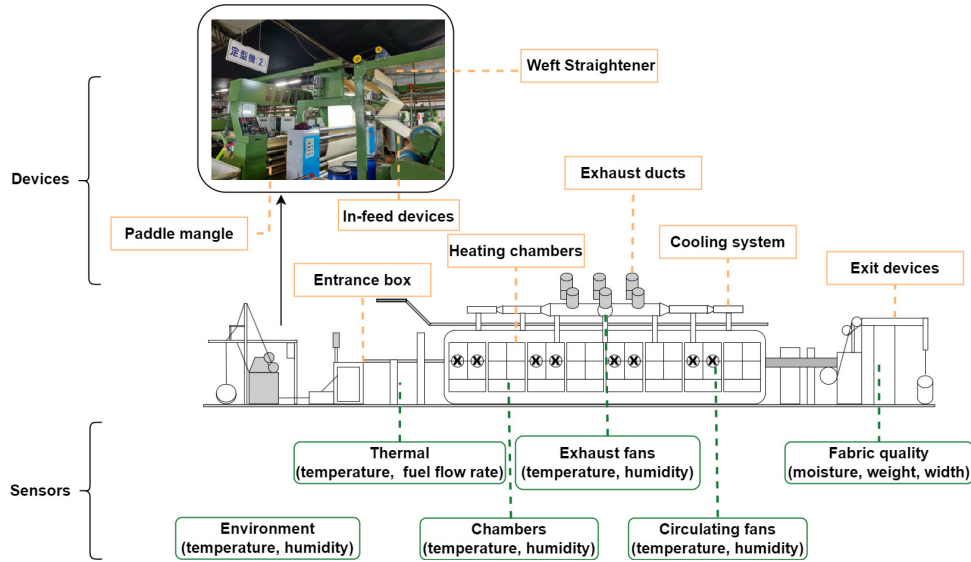 定型機 2
Weft Straightener
Devices
Exhaust ducts
In-feed devices
Paddle mangle
Cooling system
Heating chambers
Exit devices
Entrance box
Thermal
(temperature, fuel flow rate)
Exhaust fans
(temperature, humidity)
Fabric quality
(moisture, weight, width)
Sensors
Environment
(temperature, humidity)
Chambers
(temperature, humidity)
Circulating fans
(temperature, humidity)